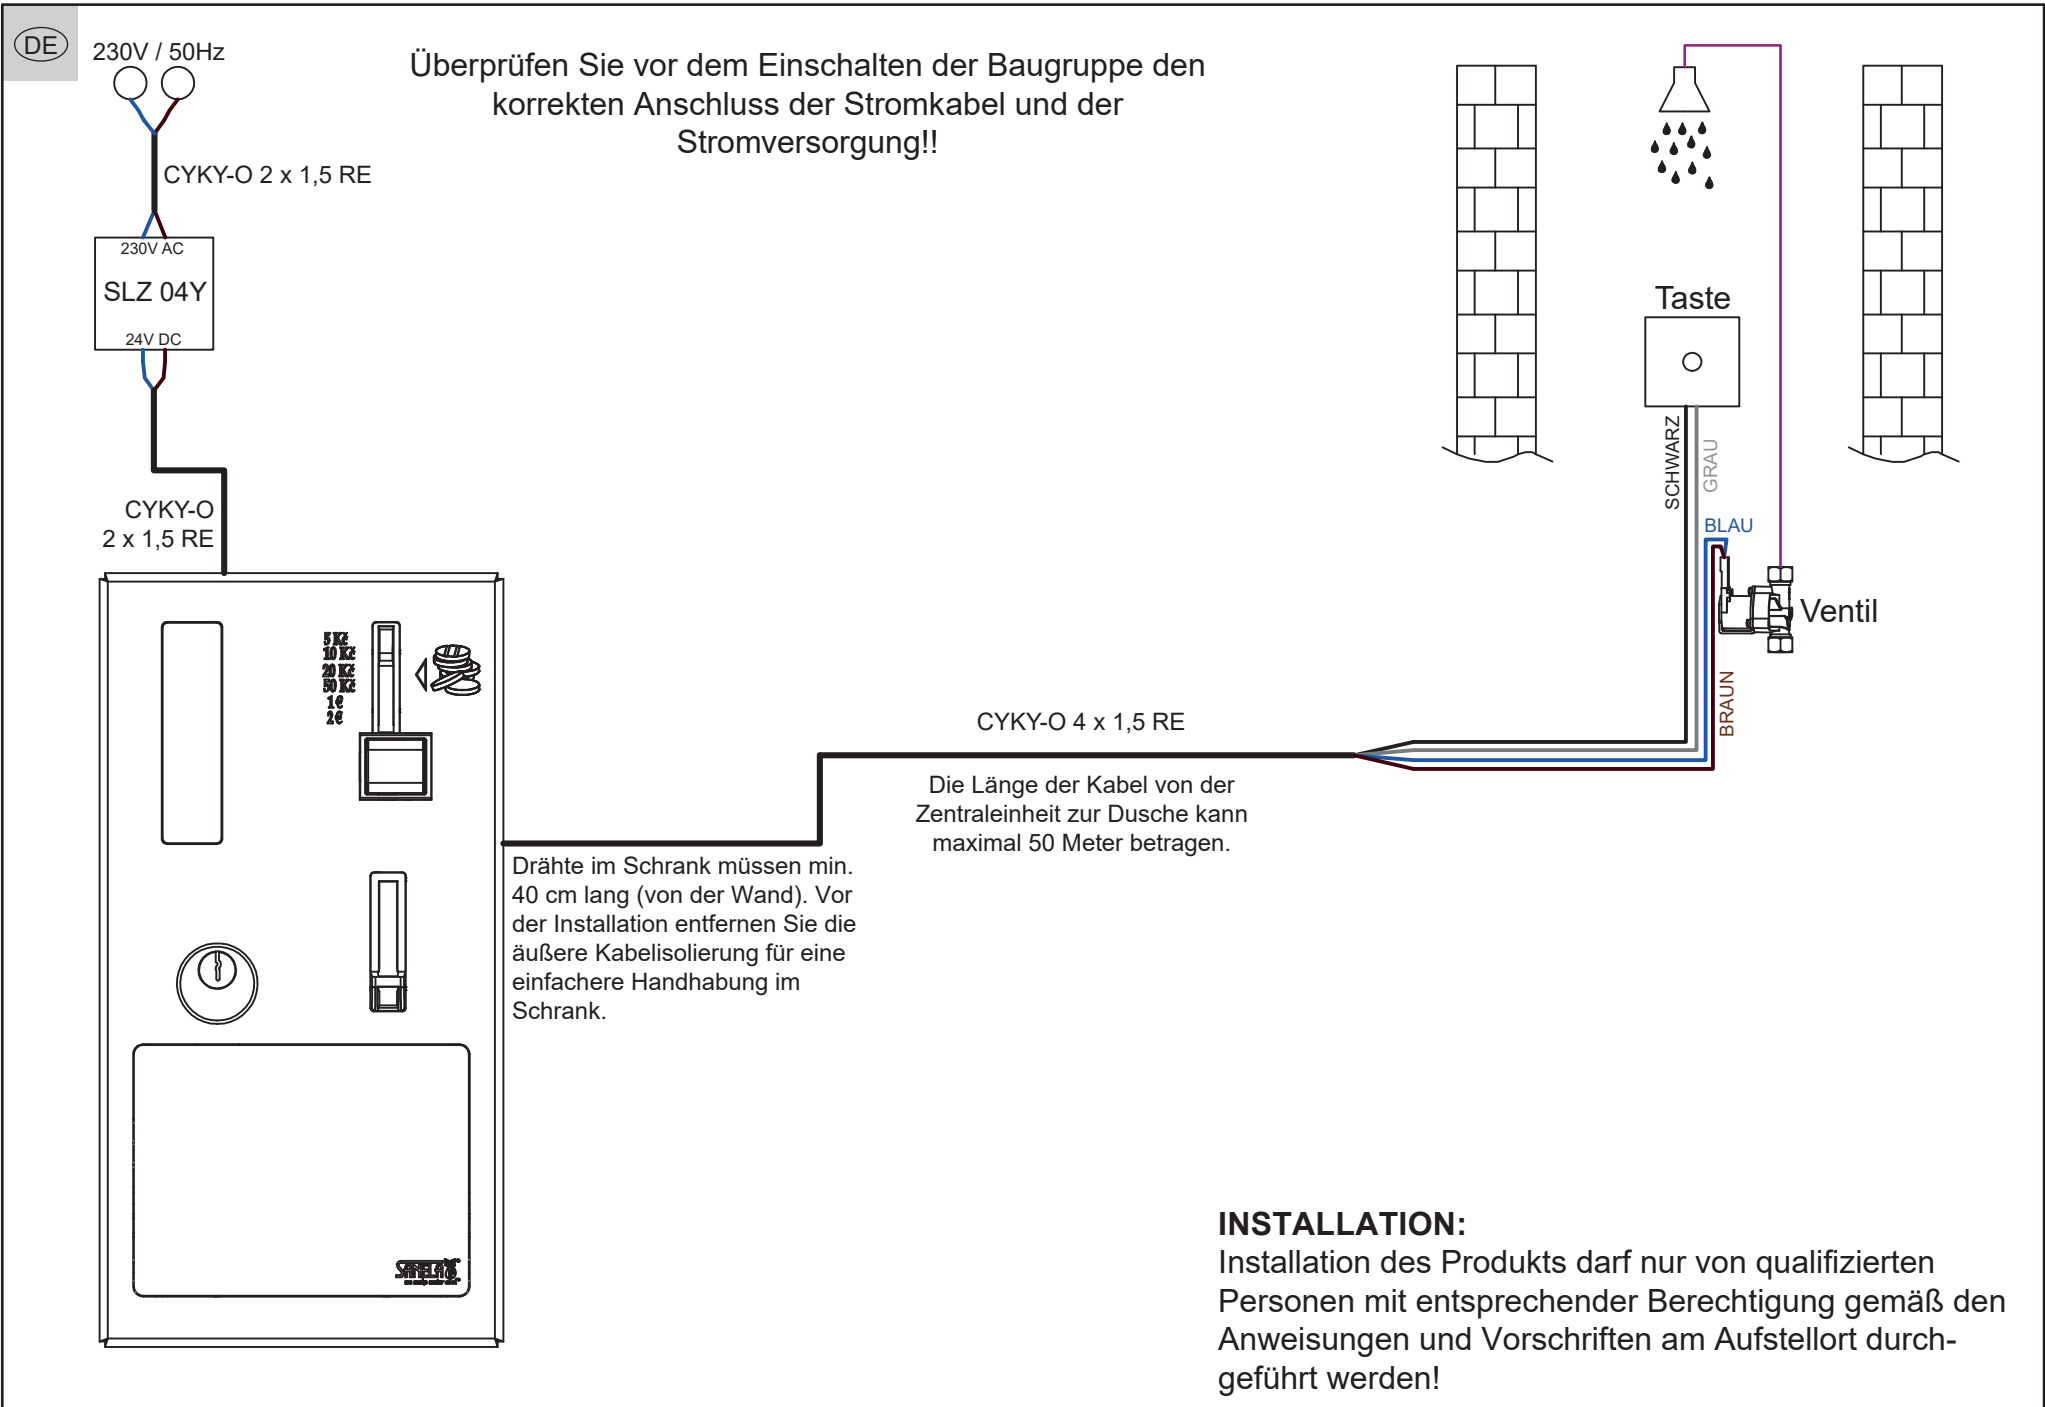 DE
230V / 50Hz
Überprüfen Sie vor dem Einschalten der Baugruppe den
korrekten Anschluss der Stromkabel und der
Stromversorgung!!
CYKY-O 2 x 1,5 RE
230V AC
SLZ 04Y
24V DC
CYKY-O
2 x 1,5 RE
5 Kč
10 Kč
20 Kč
50 Kč
1 €
2 €
Taste
SCHWARZ
GRAU
BLAU
Ventil
BRAUN
CYKY-O 4 x 1,5 RE
Die Länge der Kabel von der
Zentraleinheit zur Dusche kann
maximal 50 Meter betragen.
Drähte im Schrank müssen min.
40 cm lang (von der Wand). Vor
der Installation entfernen Sie die
äußere Kabelisolierung für eine
einfachere Handhabung im
Schrank.
SANELA
INSTALLATION:
Installation des Produkts darf nur von qualifizierten
Personen mit entsprechender Berechtigung gemäß den
Anweisungen und Vorschriften am Aufstellort durch-
geführt werden!